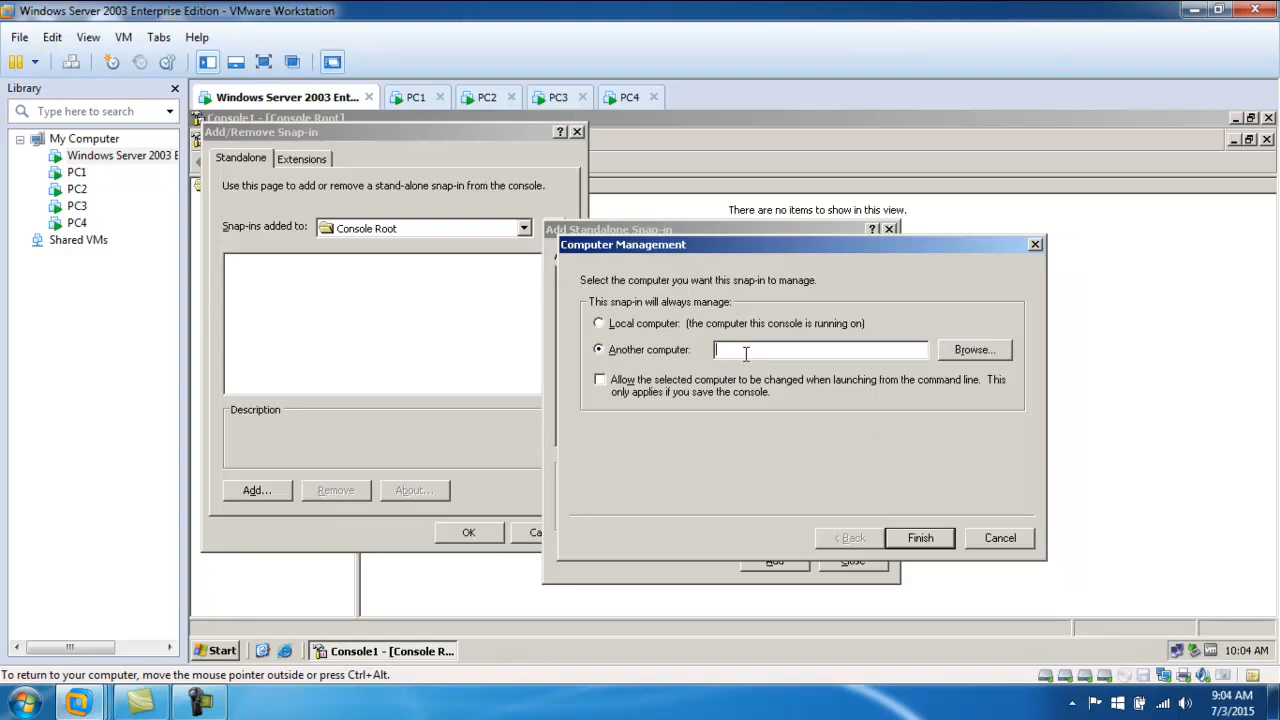 Windows Server 2003 Enterprise Edition - VMware Workstation
File Edit View VM Tabs Help
Library
Type here to search
My Computer
Windows Server 2003 E
PC1
PC2
PC3
PC4
Shared VMs
Windows Server 2003 Ent... PC1 PC2 PC3 PC4
Console1 - [Console Root]
Add/Remove Snap-in
Standalone Extensions
Use this page to add or remove a stand-alone snap-in from the console.
Snap-ins added to: Console Root
Description
Add... Remove About...
OK Ca
There are no items to show in this view.
Add Standalone Snap-in
Computer Management
Select the computer you want this snap-in to manage.
This snap-in will always manage:
Local computer: (the computer this console is running on)
Another computer: Browse...
Allow the selected computer to be changed when launching from the command line. This
only applies if you save the console.
< Back Finish Cancel
Add Close
Start Console1 - [Console R... 10:04 AM
To return to your computer, move the mouse pointer outside or press Ctrl+Alt.
9:04 AM
7/3/2015